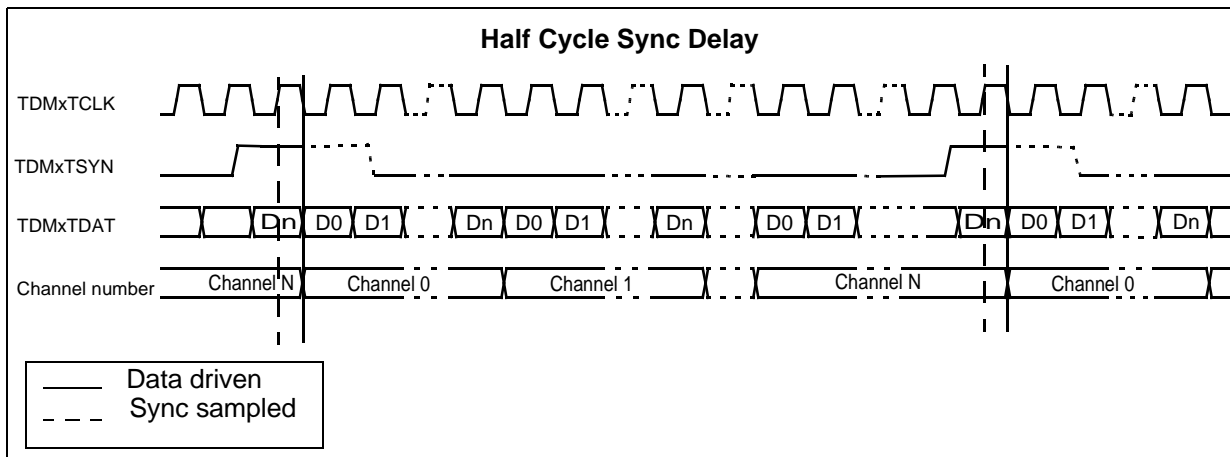 Half Cycle Sync Delay
TDMxTCLK
TDMxTSYN
TDMxTDAT Dn D0 D1 Dn D0 D1 Dn D0 D1 Dn D0 D1 Dn
Channel number Channel N Channel 0 Channel 1 Channel N Channel 0
Data driven
Sync sampled